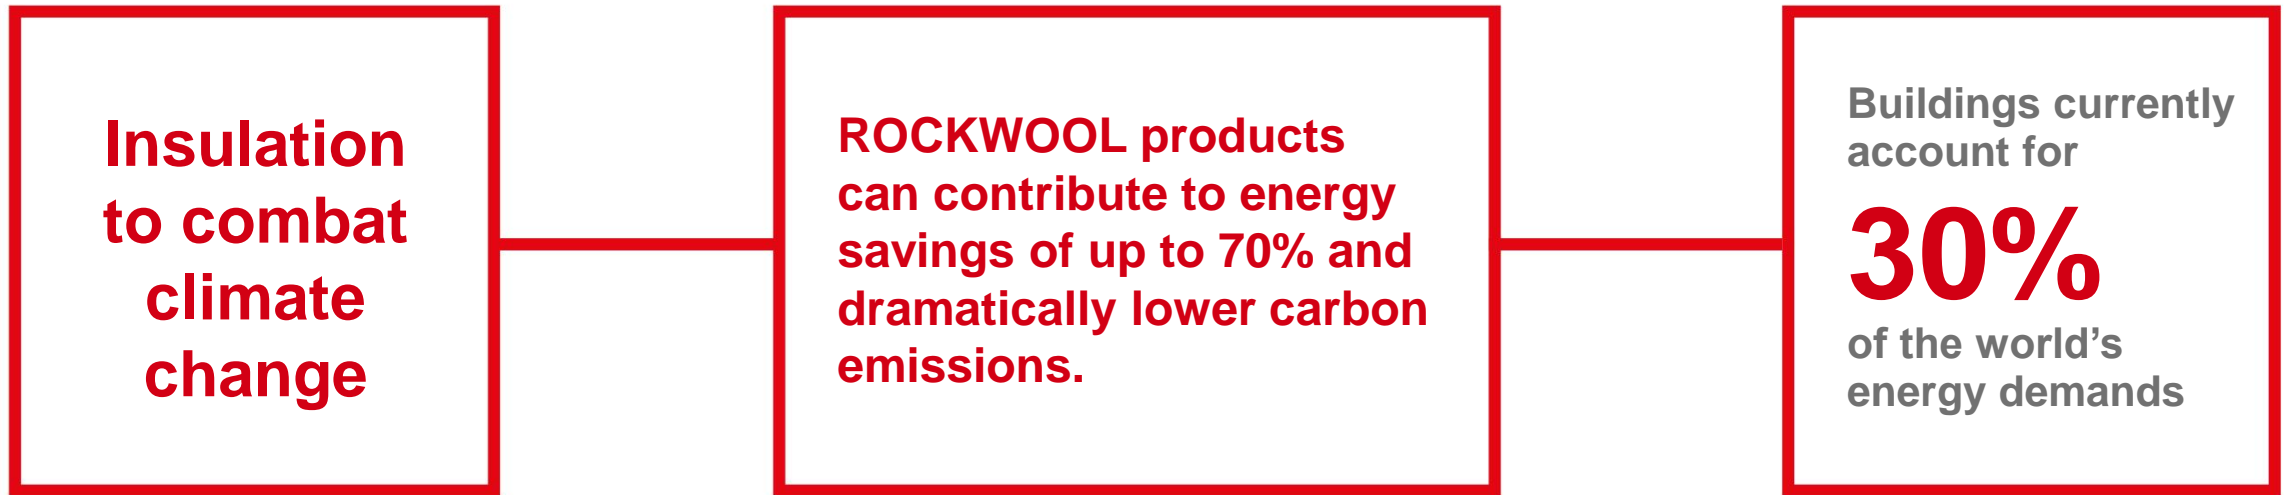 Insulation
to combat
climate
change
ROCKWOOL products
can contribute to energy
savings of up to 70% and
dramatically lower carbon
emissions.
Buildings currently
account for
30%
of the world’s
energy demands